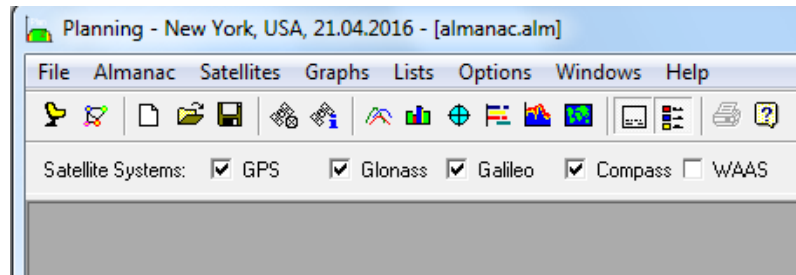 Planning - New York, USA, 21.04.2016 - [almanac.alm]
File Almanac Satellites Graphs Lists Options Windows Help
Satellite Systems: GPS Glonass Galileo Compass WAAS